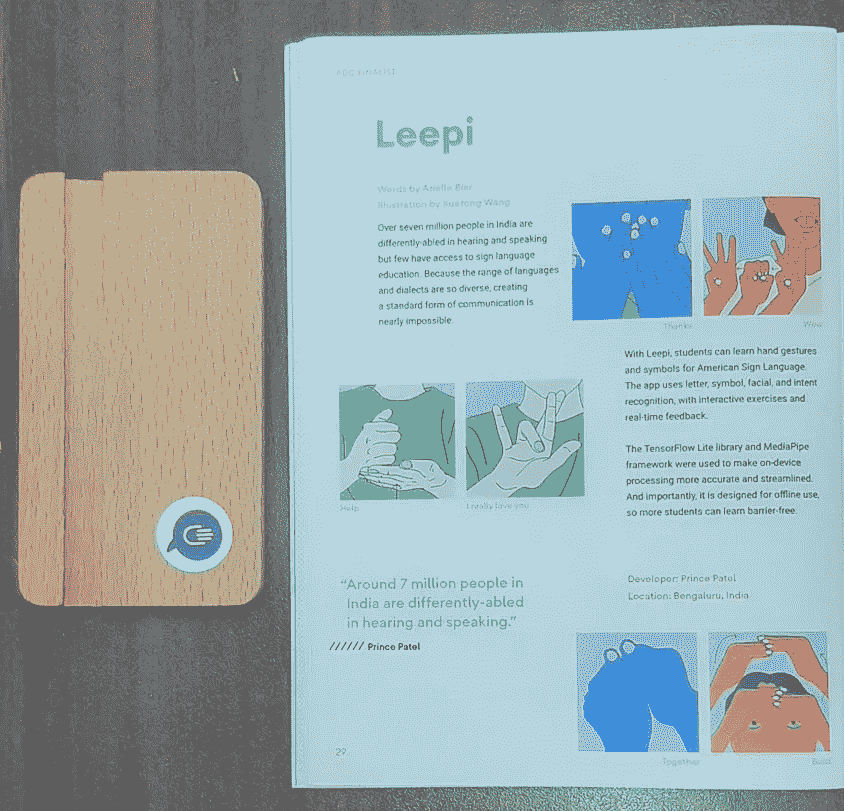 ADC FINALIST
Leepi
Words by Arielle Bier
Illustration by Xuetong Wang
Over seven million people in India are
differently-abled in hearing and speaking
but few have access to sign language
education. Because the range of languages
and dialects are so diverse, creating
a standard form of communication is
nearly impossible.
Thanks
With Leepi, students can learn hand gestures
and symbols for American Sign Language.
The app uses letter, symbol, facial, and intent
recognition, with interactive exercises and
real-time feedback.
The TensorFlow Lite library and MediaPipe
framework were used to make on-device
processing more accurate and streamlined.
And importantly, it is designed for offline use,
so more students can learn barrier-free.
Help
I really love you
“Around 7 million people in
India are differently-abled
in hearing and speaking.”
////// Prince Patel
Developer: Prince Patel
Location: Bengaluru, India
Together
Build
29